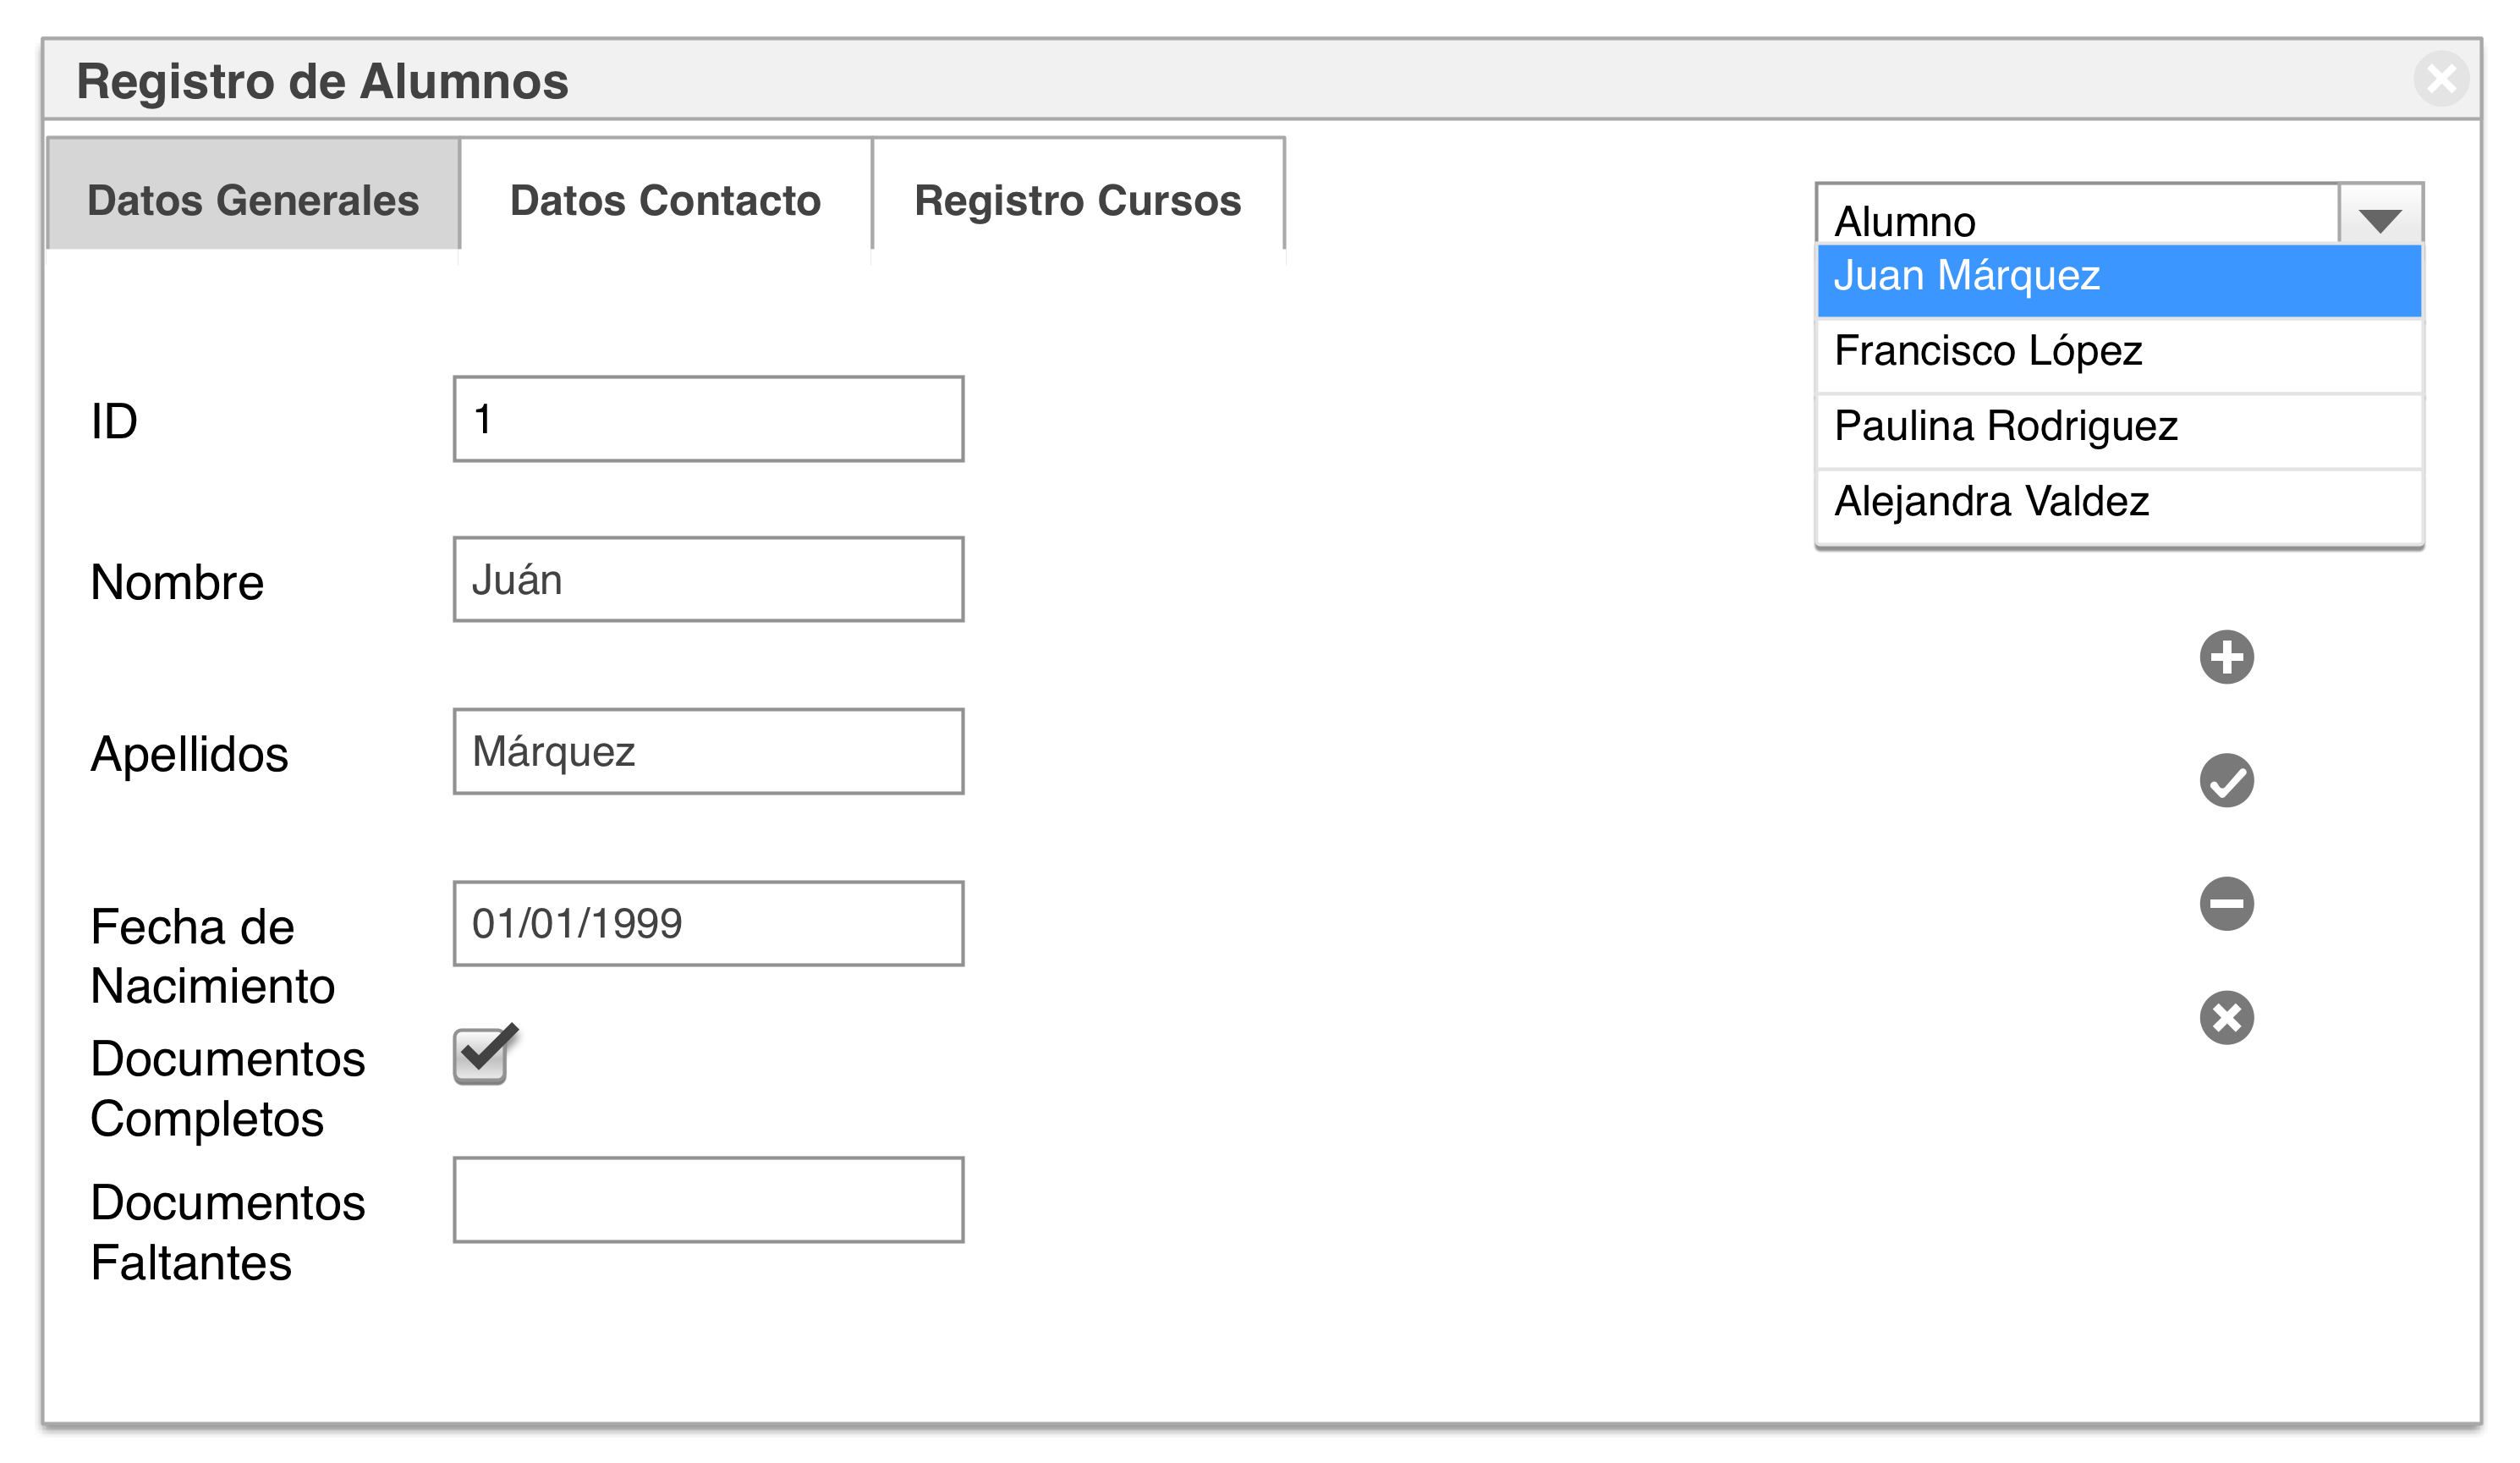 Registro de Alumnos
Datos Generales
Datos Contacto
Registro Cursos
Alumno
Juan Márquez
Francisco López
Paulina Rodriguez
Alejandra Valdez
ID
1
Nombre
Juán
Apellidos
Márquez
Fecha de
Nacimiento
01/01/1999
Documentos
Completos
Documentos
Faltantes